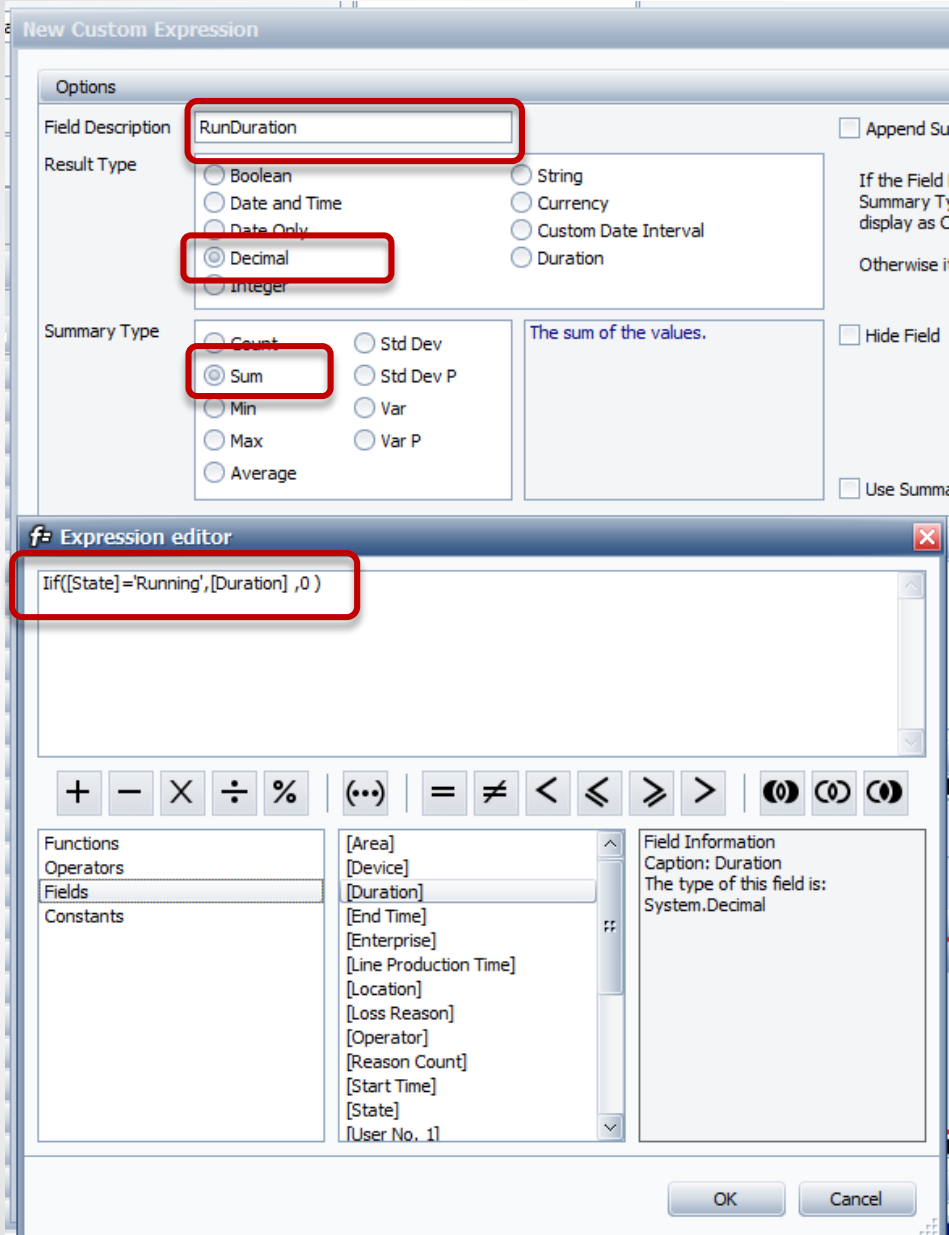 New Custom Expression
Options
Field Description RunDuration
Append Su
Result Type
Boolean
String
Date and Time
Currency
Date Only
Custom Date Interval
Decimal
Duration
Integer
If the Field
Summary Ty
display as C
Otherwise i
Summary Type
Count
Std Dev
Sum
Std Dev P
Min
Var
Max
Var P
Average
The sum of the values.
Hide Field
Use Summa
f= Expression editor
Iif([State]='Running',[Duration] ,0 )
+ − X ÷ % (...) = ≠ < ≤ ≥ >
Functions
Operators
Fields
Constants
[Area]
[Device]
[Duration]
[End Time]
[Enterprise]
[Line Production Time]
[Location]
[Loss Reason]
[Operator]
[Reason Count]
[Start Time]
[State]
[User No. 1]
Field Information
Caption: Duration
The type of this field is:
System.Decimal
OK
Cancel